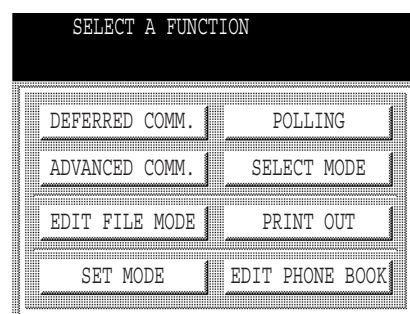 SELECT A FUNCTION
DEFERRED COMM. POLLING
ADVANCED COMM. SELECT MODE
EDIT FILE MODE PRINT OUT
SET MODE EDIT PHONE BOOK